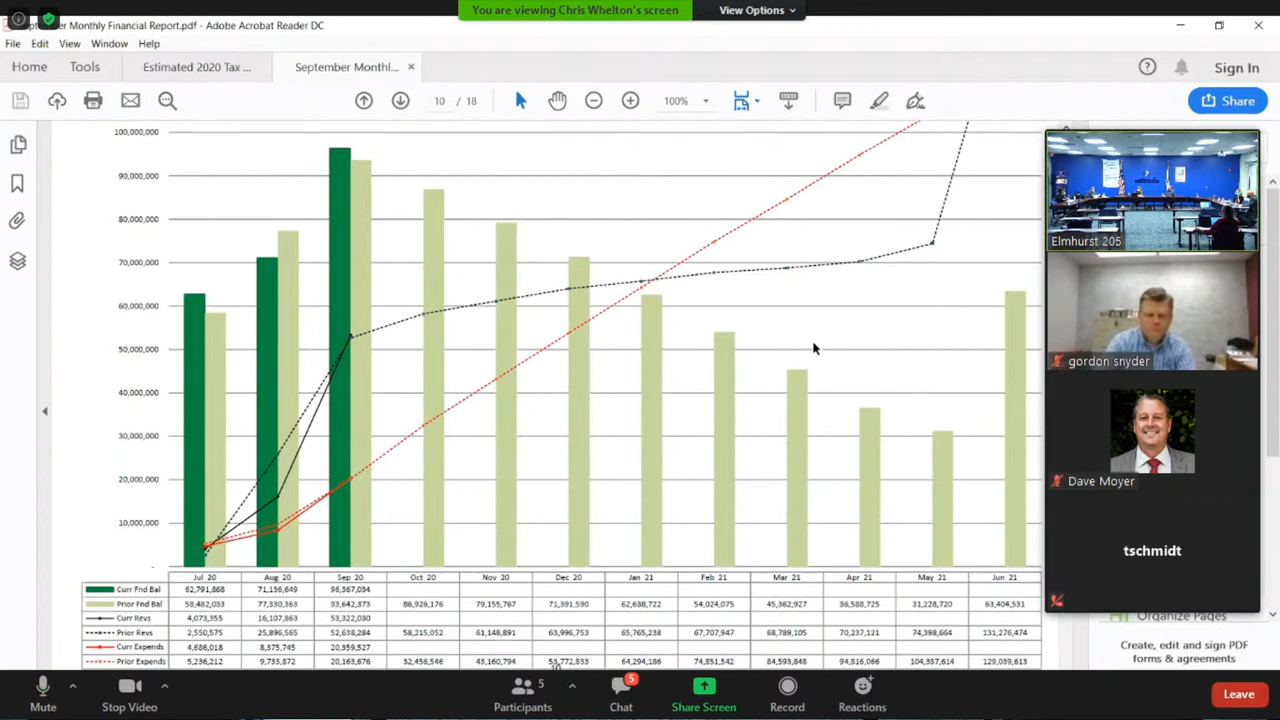 You are viewing Chris Whelton's screen View Options
eptember Monthly Financial Report.pdf - Adobe Acrobat Reader DC
File Edit View Window Help
Home Tools Estimated 2020 Tax ... September Monthl... Sign In
10 / 18 100% Share
100,000,000
90,000,000
80,000,000
70,000,000
60,000,000
50,000,000
40,000,000
30,000,000
20,000,000
10,000,000
-
Jul 20 Aug 20 Sep 20 Oct 20 Nov 20 Dec 20 Jan 21 Feb 21 Mar 21 Apr 21 May 21 Jun 21
Curr Fnd Bal 62,791,868 71,136,649 96,367,034
Prior Fnd Bal 58,482,033 77,330,363 93,642,373 86,926,176 79,155,767 71,391,590 62,638,722 54,024,075 45,362,927 36,588,725 31,228,720 63,404,531
Curr Revs 4,073,355 16,107,863 53,322,030
Prior Revs 2,550,575 25,896,565 52,638,284 58,215,052 61,148,891 63,996,753 65,765,238 67,707,947 68,789,105 70,237,121 74,398,664 131,276,474
Curr Expends 4,686,018 8,375,745 20,359,527
Prior Expends 5,236,212 9,733,872 20,163,676 32,456,546 43,160,794 53,772,833 64,294,186 74,851,542 84,593,848 94,816,066 104,387,614 129,039,613
10
Elmhurst 205
gordon snyder
Dave Moyer
tschmidt
Organize Pages
Create, edit and sign PDF
forms & agreements
Mute Stop Video Participants 5 Chat 5 Share Screen Record Reactions Leave